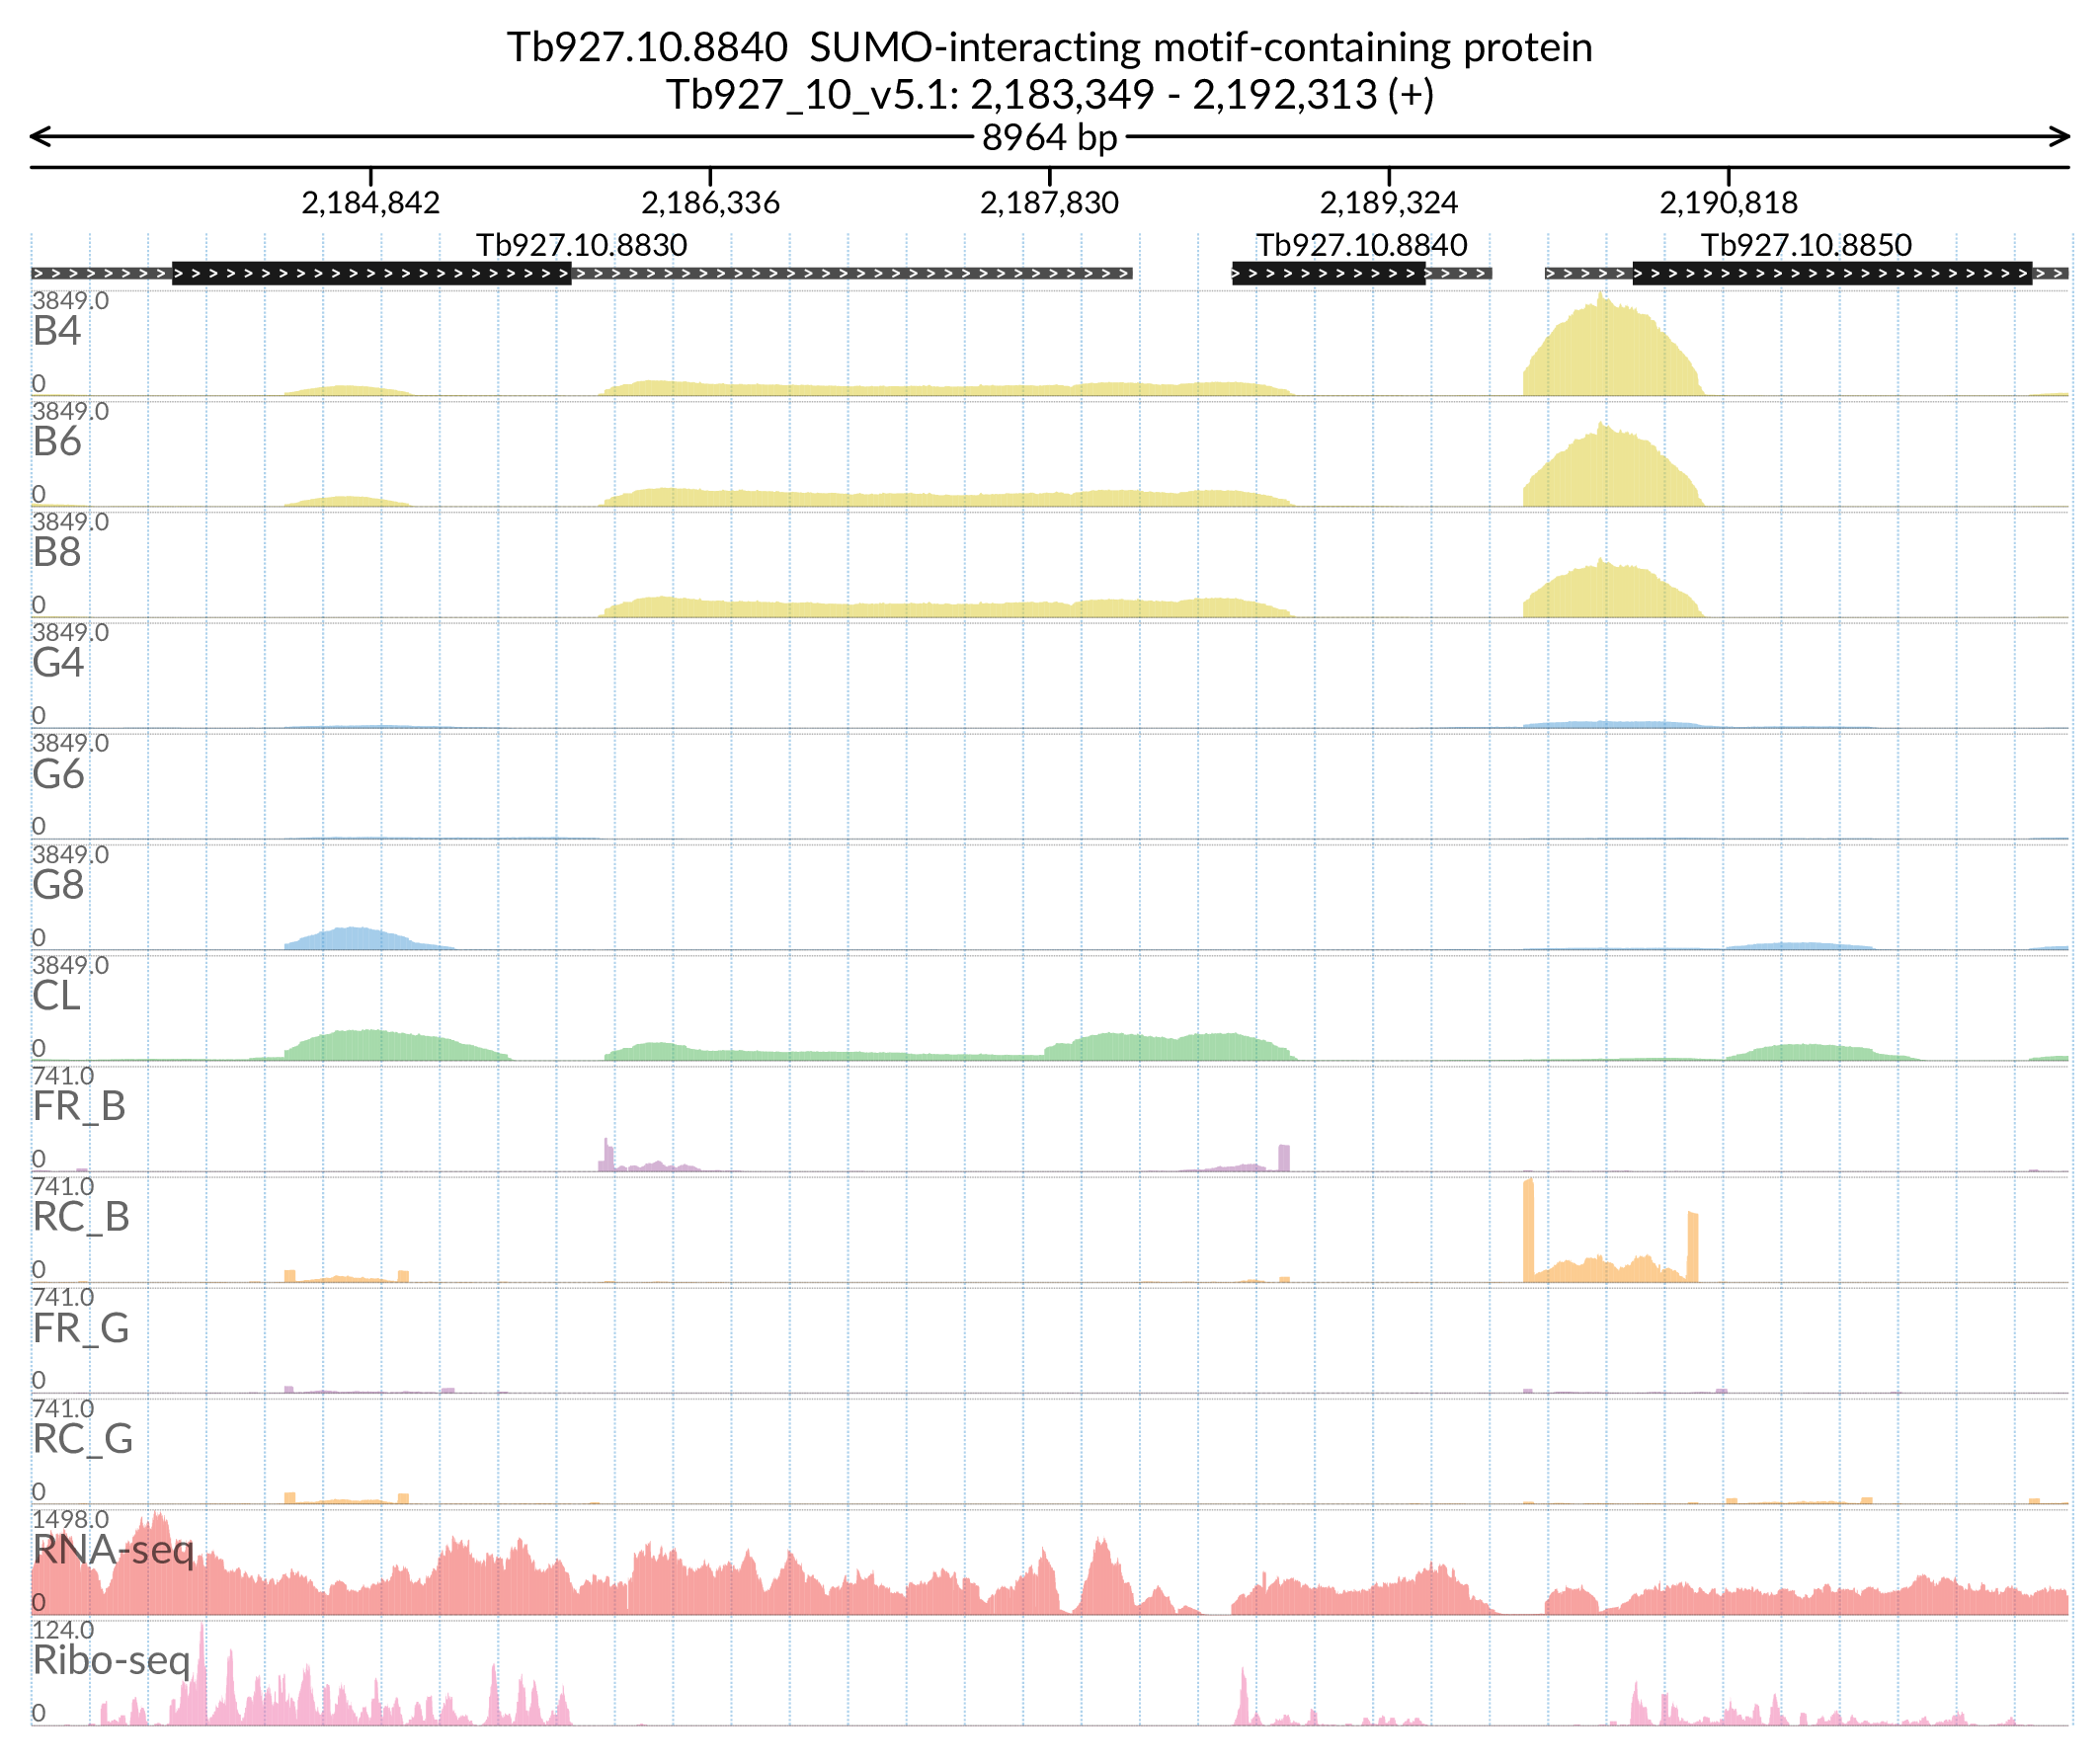 Tb927.10.8840 SUMO-interacting motif-containing protein
Tb927_10_v5.1: 2,183,349 - 2,192,313 (+)
8964 bp
2,184,842 2,186,336 2,187,830 2,189,324 2,190,818
Tb927.10.8830 Tb927.10.8840 Tb927.10.8850
3849.0
B4
0
3849.0
B6
0
3849.0
B8
0
3849.0
G4
0
3849.0
G6
0
3849.0
G8
0
3849.0
CL
0
741.0
FR_B
0
741.0
RC_B
0
741.0
FR_G
0
741.0
RC_G
0
1498.0
RNA-seq
0
124.0
Ribo-seq
0